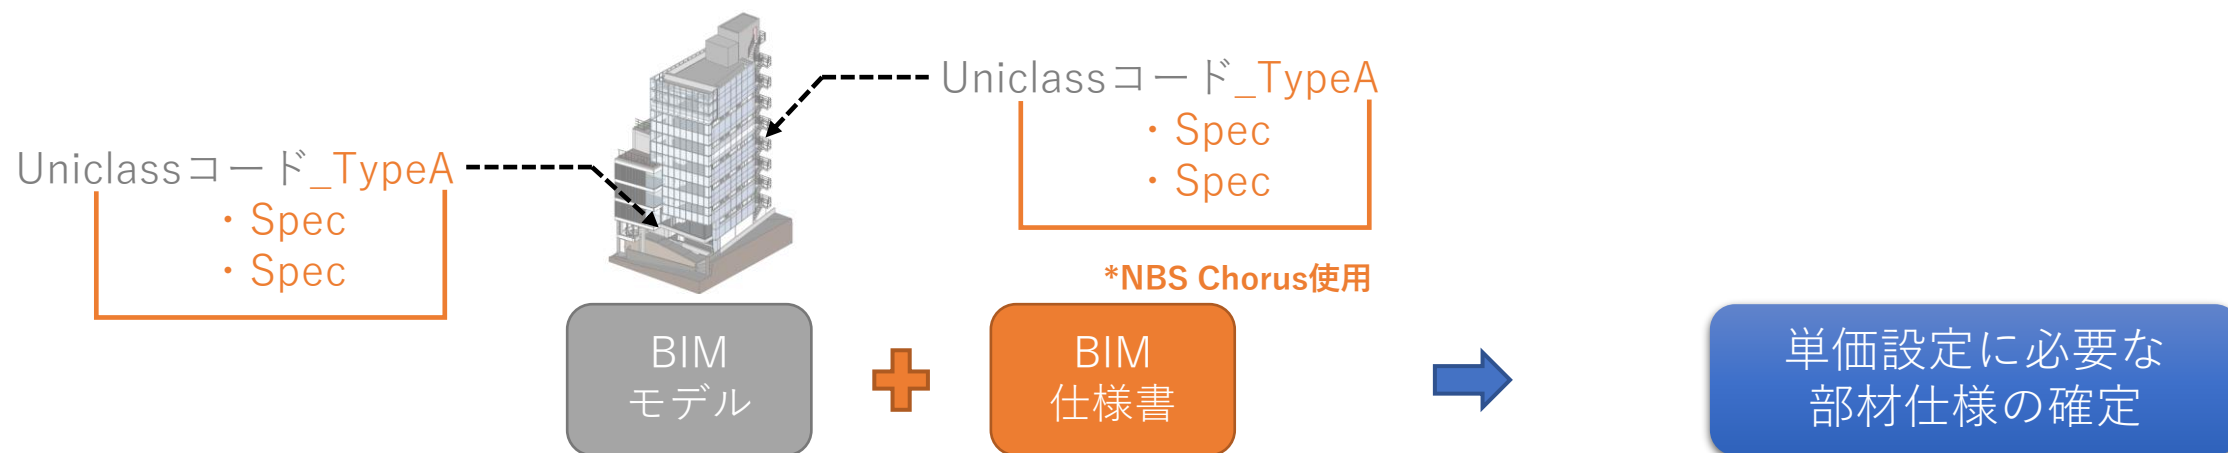 Uniclassコード_TypeA
・Spec
・Spec
Uniclassコード_TypeA
・Spec
・Spec
*NBS Chorus使用
BIM
モデル
BIM
仕様書
単価設定に必要な
部材仕様の確定